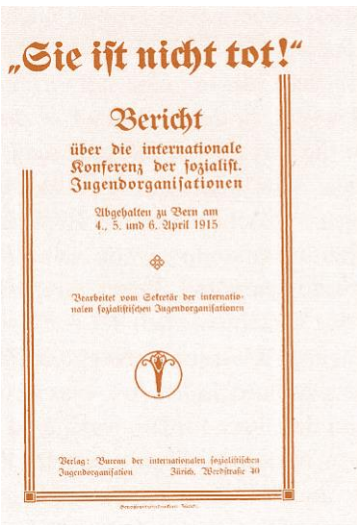 „Sie ist nicht tot!“
Bericht
über die internationale
Konferenz der sozialist.
Jugendorganisationen
Abgehalten zu Bern am
4., 5. und 6. April 1915
Bearbeitet vom Sekretär der internatio-
nalen sozialistischen Jugendorganisationen
Verlag: Bureau der internationalen sozialistischen
Jugendorganisation Zürich, Werdstraße 40